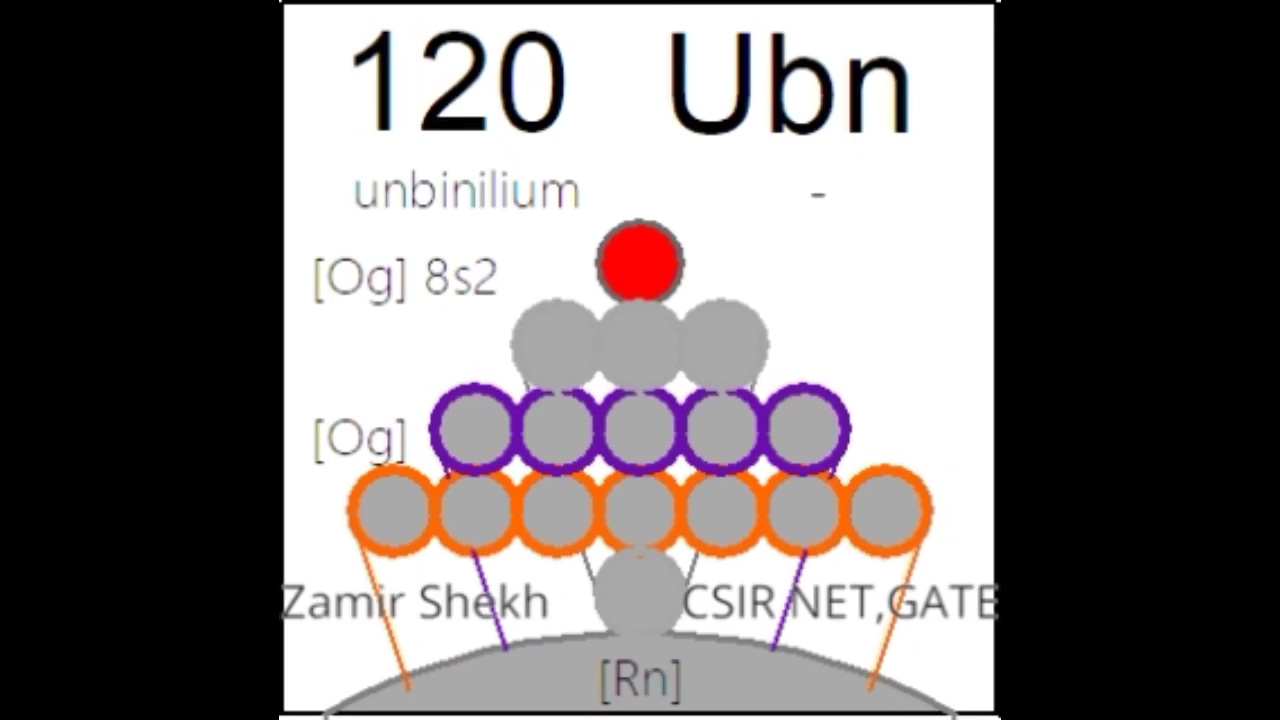 120 Ubn
unbinilium -
[Og] 8s2
[Og]
Zamir Shekh CSIR NET,GATE
[Rn]